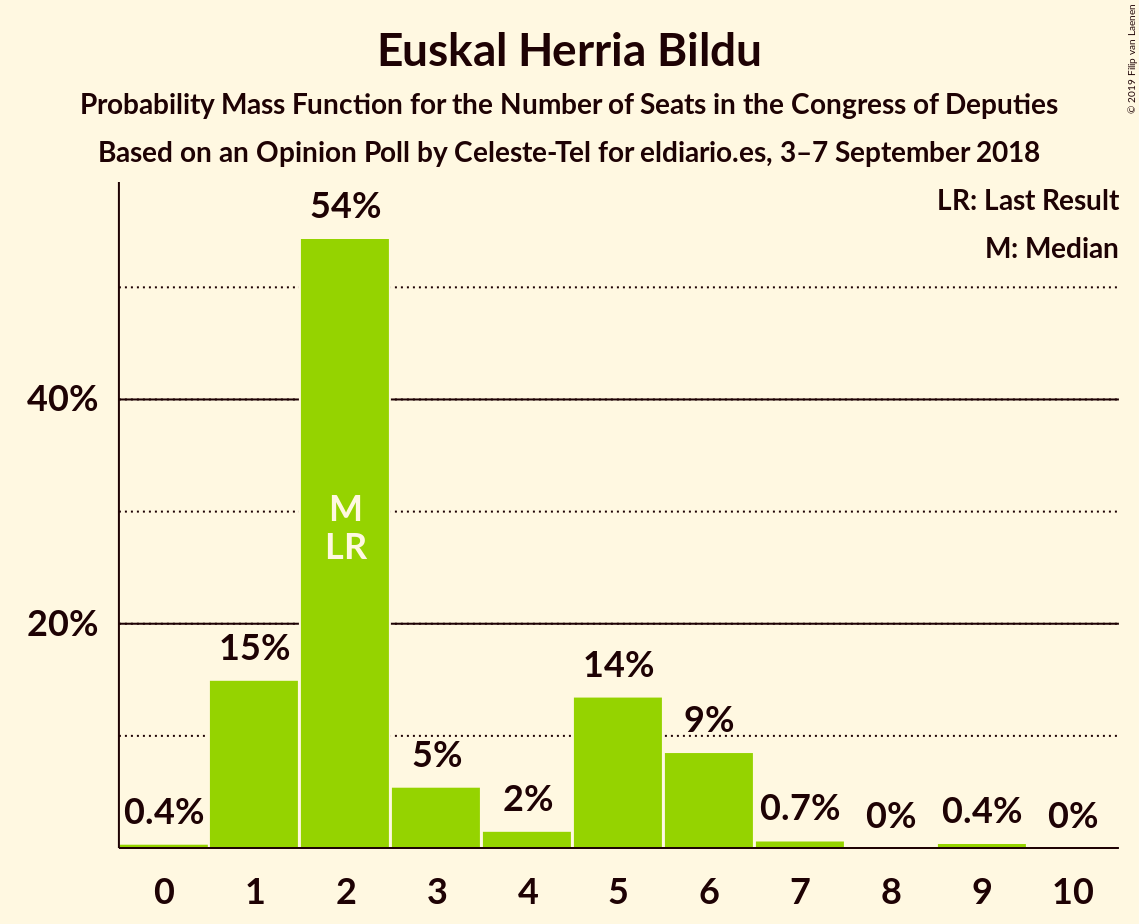 Euskal Herria Bildu
Probability Mass Function for the Number of Seats in the Congress of Deputies
Based on an Opinion Poll by Celeste-Tel for eldiario.es, 3–7 September 2018
© 2019 Filip van Laenen
LR: Last Result
M: Median
54%
40%
M
LR
20%
15%
14%
9%
5%
2%
0.4%
0.7%
0%
0.4%
0%
0 1 2 3 4 5 6 7 8 9 10